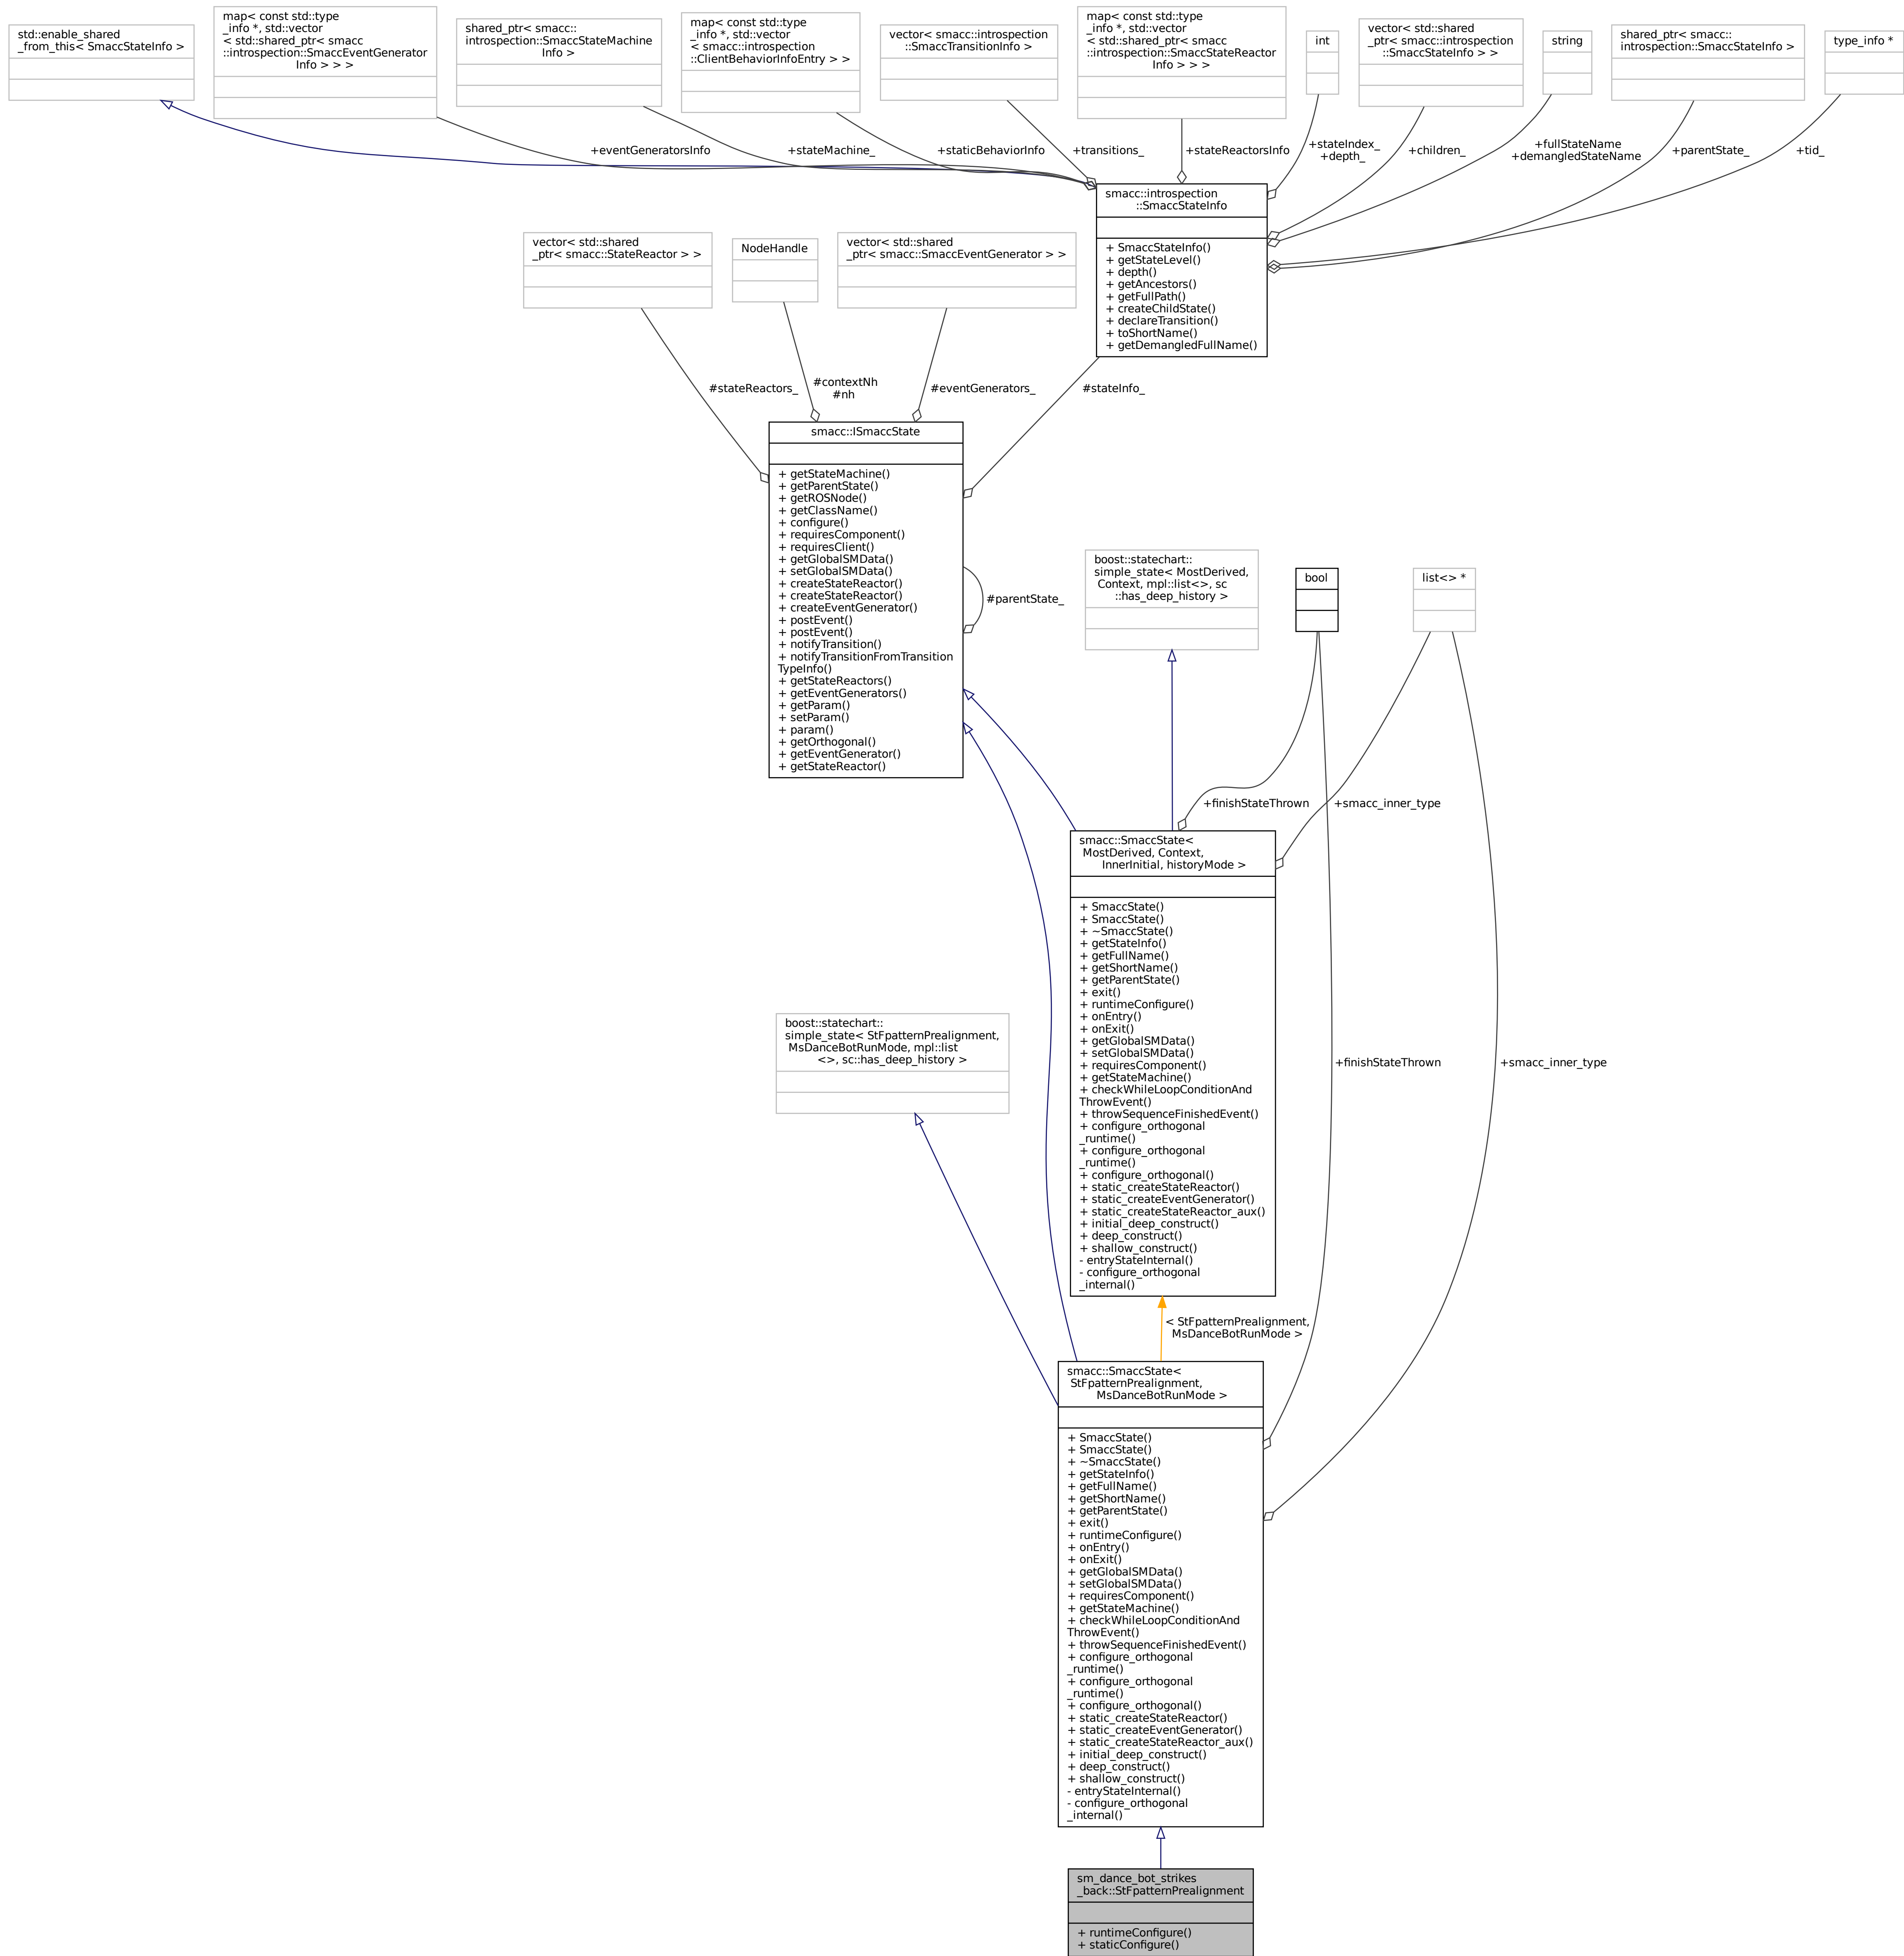 std::enable_shared
_from_this< SmaccStateInfo >
map< const std::type
_info *, std::vector
< std::shared_ptr< smacc
::introspection::SmaccEventGenerator
Info > > >
shared_ptr< smacc::
introspection::SmaccStateMachine
Info >
map< const std::type
_info *, std::vector
< smacc::introspection
::ClientBehaviorInfoEntry > >
vector< smacc::introspection
::SmaccTransitionInfo >
map< const std::type
_info *, std::vector
< std::shared_ptr< smacc
::introspection::SmaccStateReactor
Info > > >
int
vector< std::shared
_ptr< smacc::introspection
::SmaccStateInfo > >
string
shared_ptr< smacc::
introspection::SmaccStateInfo >
type_info *
+eventGeneratorsInfo
+stateMachine_
+staticBehaviorInfo
+transitions_
+stateReactorsInfo
+stateIndex_
+depth_
+children_
+fullStateName
+demangledStateName
+parentState_
+tid_
smacc::introspection
::SmaccStateInfo
+ SmaccStateInfo()
+ getStateLevel()
+ depth()
+ getAncestors()
+ getFullPath()
+ createChildState()
+ declareTransition()
+ toShortName()
+ getDemangledFullName()
vector< std::shared
_ptr< smacc::StateReactor > >
NodeHandle
vector< std::shared
_ptr< smacc::SmaccEventGenerator > >
#stateReactors_
#contextNh
#nh
#eventGenerators_
#stateInfo_
smacc::ISmaccState
+ getStateMachine()
+ getParentState()
+ getROSNode()
+ getClassName()
+ configure()
+ requiresComponent()
+ requiresClient()
+ getGlobalSMData()
+ setGlobalSMData()
+ createStateReactor()
+ createStateReactor()
+ createEventGenerator()
+ postEvent()
+ postEvent()
+ notifyTransition()
+ notifyTransitionFromTransition
TypeInfo()
+ getStateReactors()
+ getEventGenerators()
+ getParam()
+ setParam()
+ param()
+ getOrthogonal()
+ getEventGenerator()
+ getStateReactor()
#parentState_
boost::statechart::
simple_state< MostDerived,
Context, mpl::list<>, sc
::has_deep_history >
bool
list<> *
+finishStateThrown
+smacc_inner_type
smacc::SmaccState<
MostDerived, Context,
InnerInitial, historyMode >
+ SmaccState()
+ SmaccState()
+ ~SmaccState()
+ getStateInfo()
+ getFullName()
+ getShortName()
+ getParentState()
+ exit()
+ runtimeConfigure()
+ onEntry()
+ onExit()
+ getGlobalSMData()
+ setGlobalSMData()
+ requiresComponent()
+ getStateMachine()
+ checkWhileLoopConditionAnd
ThrowEvent()
+ throwSequenceFinishedEvent()
+ configure_orthogonal
_runtime()
+ configure_orthogonal
_runtime()
+ configure_orthogonal()
+ static_createStateReactor()
+ static_createEventGenerator()
+ static_createStateReactor_aux()
+ initial_deep_construct()
+ deep_construct()
+ shallow_construct()
- entryStateInternal()
- configure_orthogonal
_internal()
boost::statechart::
simple_state< StFpatternPrealignment,
MsDanceBotRunMode, mpl::list
<>, sc::has_deep_history >
+finishStateThrown
+smacc_inner_type
< StFpatternPrealignment,
MsDanceBotRunMode >
smacc::SmaccState<
StFpatternPrealignment,
MsDanceBotRunMode >
+ SmaccState()
+ SmaccState()
+ ~SmaccState()
+ getStateInfo()
+ getFullName()
+ getShortName()
+ getParentState()
+ exit()
+ runtimeConfigure()
+ onEntry()
+ onExit()
+ getGlobalSMData()
+ setGlobalSMData()
+ requiresComponent()
+ getStateMachine()
+ checkWhileLoopConditionAnd
ThrowEvent()
+ throwSequenceFinishedEvent()
+ configure_orthogonal
_runtime()
+ configure_orthogonal
_runtime()
+ configure_orthogonal()
+ static_createStateReactor()
+ static_createEventGenerator()
+ static_createStateReactor_aux()
+ initial_deep_construct()
+ deep_construct()
+ shallow_construct()
- entryStateInternal()
- configure_orthogonal
_internal()
sm_dance_bot_strikes
_back::StFpatternPrealignment
+ runtimeConfigure()
+ staticConfigure()